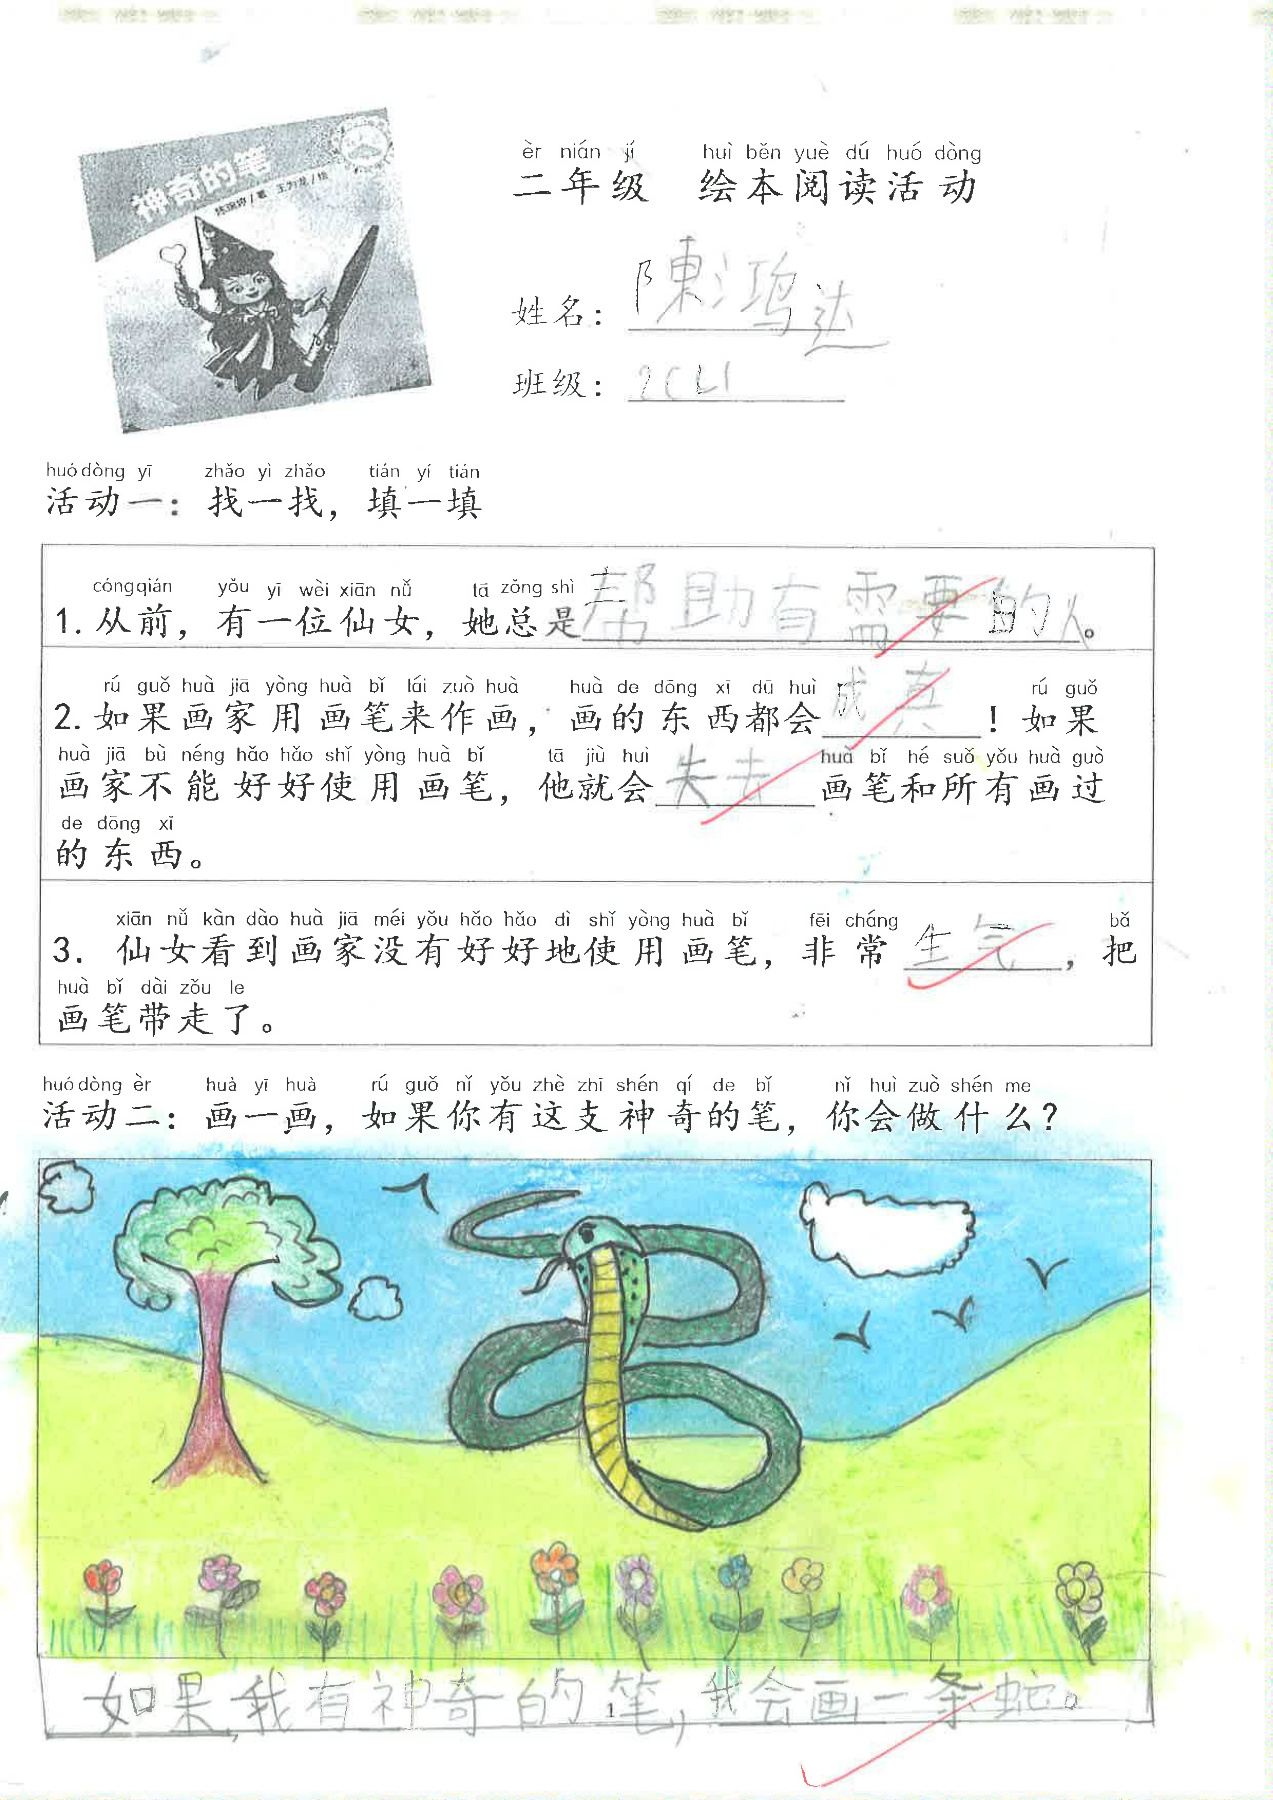 神奇的笔
èr nián jí huì běn yuè dú huó dòng
二年级 绘本阅读活动
姓名：陳鸿达
班级：2CL1
huó dòng yī zhǎo yì zhǎo tián yí tián
活动一：找一找，填一填
cóng qián yǒu yī wèi xiān nǚ tā zǒng shì
1. 从前，有一位仙女，她总是帮助有需要的人。
rú guǒ huà jiā yòng huà bǐ lái zuò huà huà de dōng xī dū huì rú guǒ
2. 如果画家用画笔来作画，画的东西都会成真！如果
huà jiā bù néng hǎo hǎo shǐ yòng huà bǐ tā jiù huì huà bǐ hé suǒ yǒu huà guò
画家不能好好使用画笔，他就会失去画笔和所有画过
de dōng xī
的东西。
xiān nǚ kàn dào huà jiā méi yǒu hǎo hǎo dì shǐ yòng huà bǐ fēi cháng bǎ
3. 仙女看到画家没有好好地使用画笔，非常生气，把
huà bǐ dài zǒu le
画笔带走了。
huó dòng èr huà yī huà rú guǒ nǐ yǒu zhè zhī shén qí de bǐ nǐ huì zuò shén me
活动二：画一画，如果你有这支神奇的笔，你会做什么？
如果，我有神奇的笔，我会画一条蛇。
1